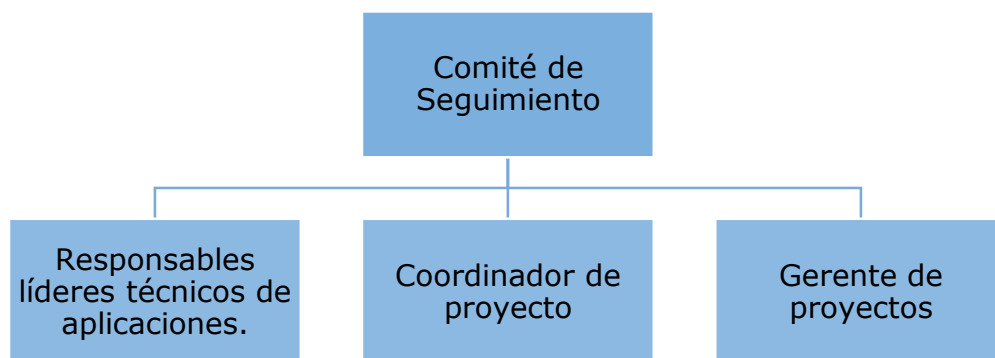 Comité de
Seguimiento
Responsables
líderes técnicos de
aplicaciones.
Coordinador de
proyecto
Gerente de
proyectos